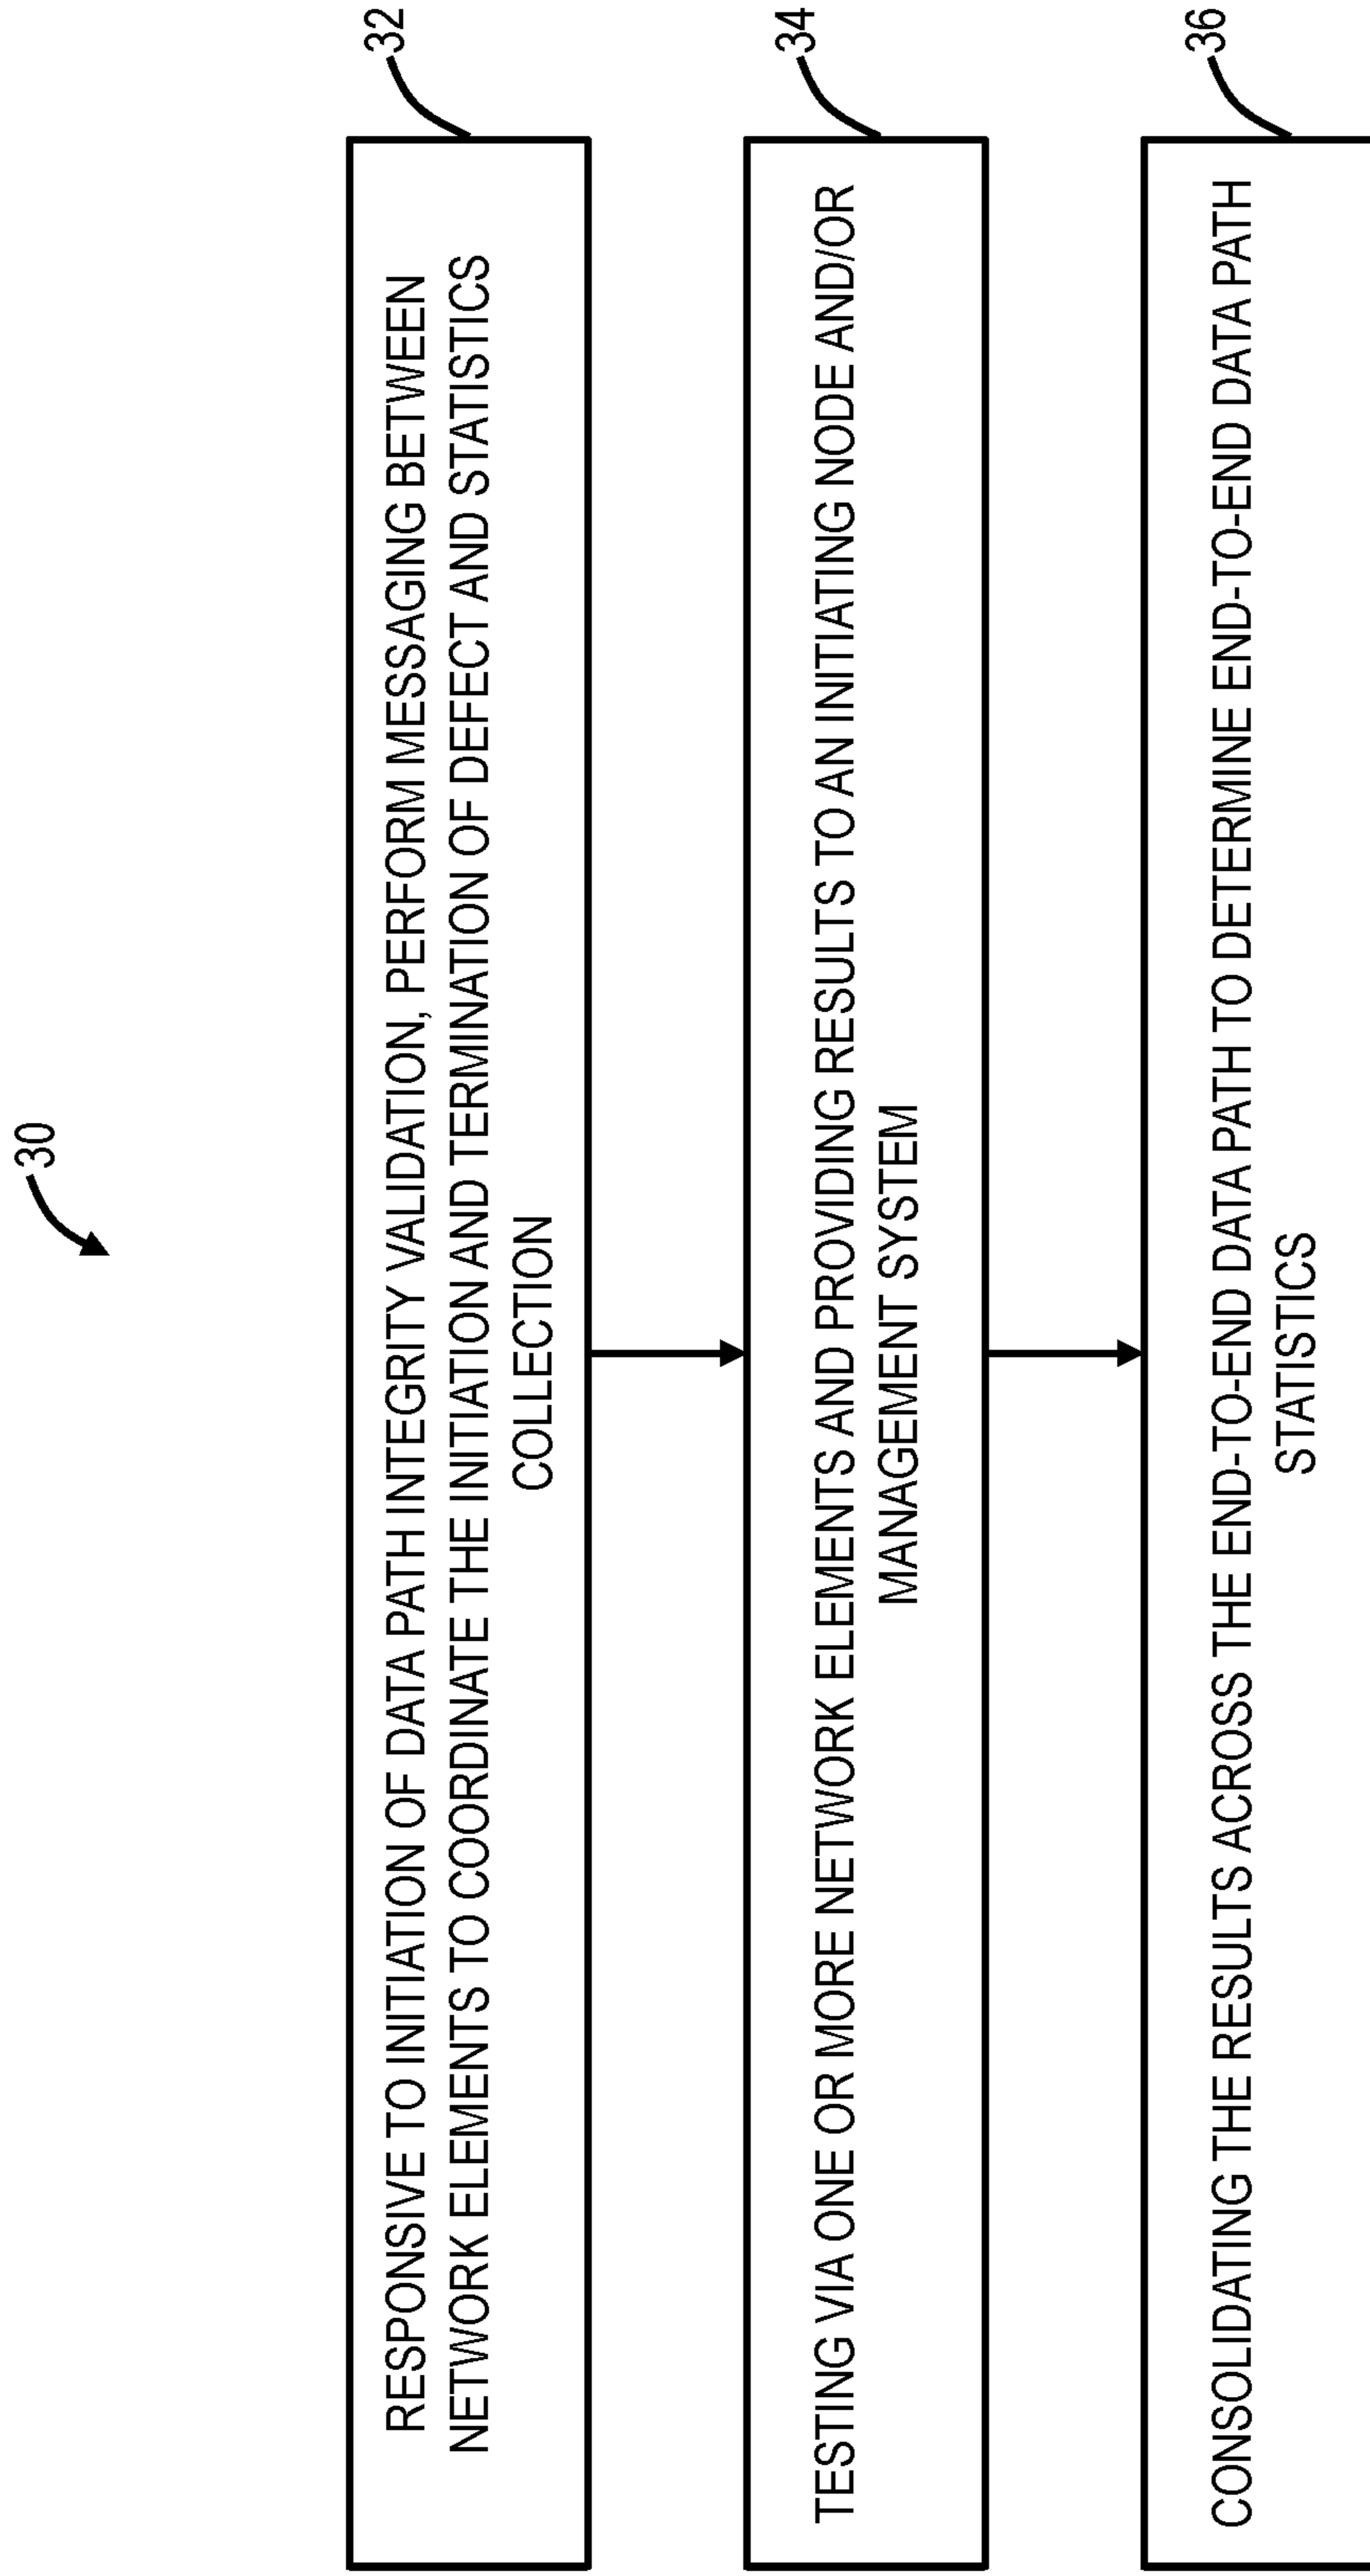 30
32
RESPONSIVE TO INITIATION OF DATA PATH INTEGRITY VALIDATION, PERFORM MESSAGING BETWEEN
NETWORK ELEMENTS TO COORDINATE THE INITIATION AND TERMINATION OF DEFECT AND STATISTICS
COLLECTION
34
TESTING VIA ONE OR MORE NETWORK ELEMENTS AND PROVIDING RESULTS TO AN INITIATING NODE AND/OR
MANAGEMENT SYSTEM
36
CONSOLIDATING THE RESULTS ACROSS THE END-TO-END DATA PATH TO DETERMINE END-TO-END DATA PATH
STATISTICS